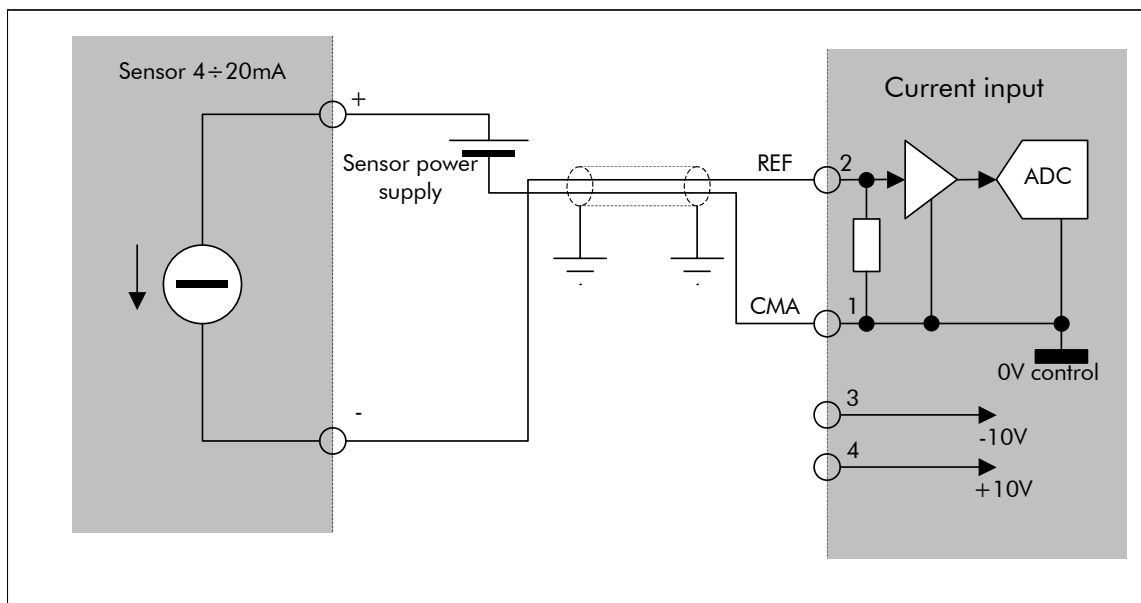 Sensor 4÷20mA
+
Sensor power
supply
-
REF
CMA
Current input
2
ADC
1
0V control
3
-10V
4
+10V